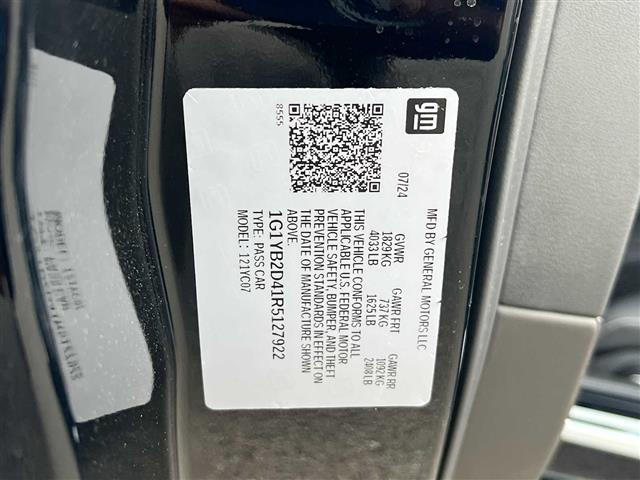 gm
MFD BY GENERAL MOTORS LLC
07/24
GVWR
1829 KG
4033 LB
GAWR FRT
737 KG
1625 LB
GAWR RR
1092 KG
2408 LB
THIS VEHICLE CONFORMS TO ALL
APPLICABLE U.S. FEDERAL MOTOR
VEHICLE SAFETY, BUMPER, AND THEFT
PREVENTION STANDARDS IN EFFECT ON
THE DATE OF MANUFACTURE SHOWN
ABOVE.
1G1YB2D41R5127922
TYPE: PASS CAR
MODEL: 121YC07
8555